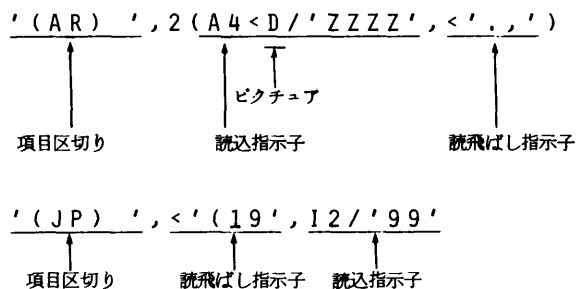 '(AR) ',2(A4<D/'ZZZZ',<'.,')
ピクチュア
項目区切り 読込指示子 読飛ばし指示子
'(JP) ',<'(19',I2/'99'
項目区切り 読飛ばし指示子 読込指示子